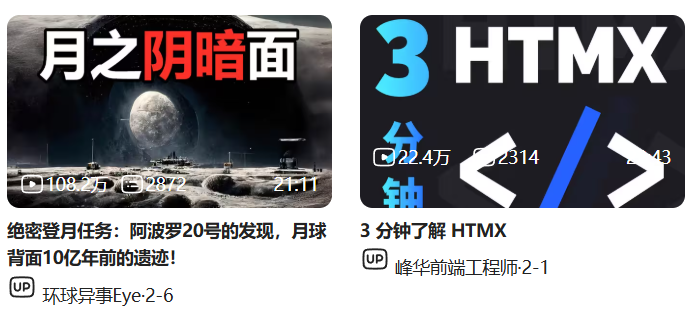 月之阴暗面
108.2万 2872 21:11
绝密登月任务：阿波罗20号的发现，月球
背面10亿年前的遗迹！
UP 环球异事Eye·2-6
3 HTMX
分
钟
</>
22.4万 2314
3 分钟了解 HTMX
UP 峰华前端工程师·2-1